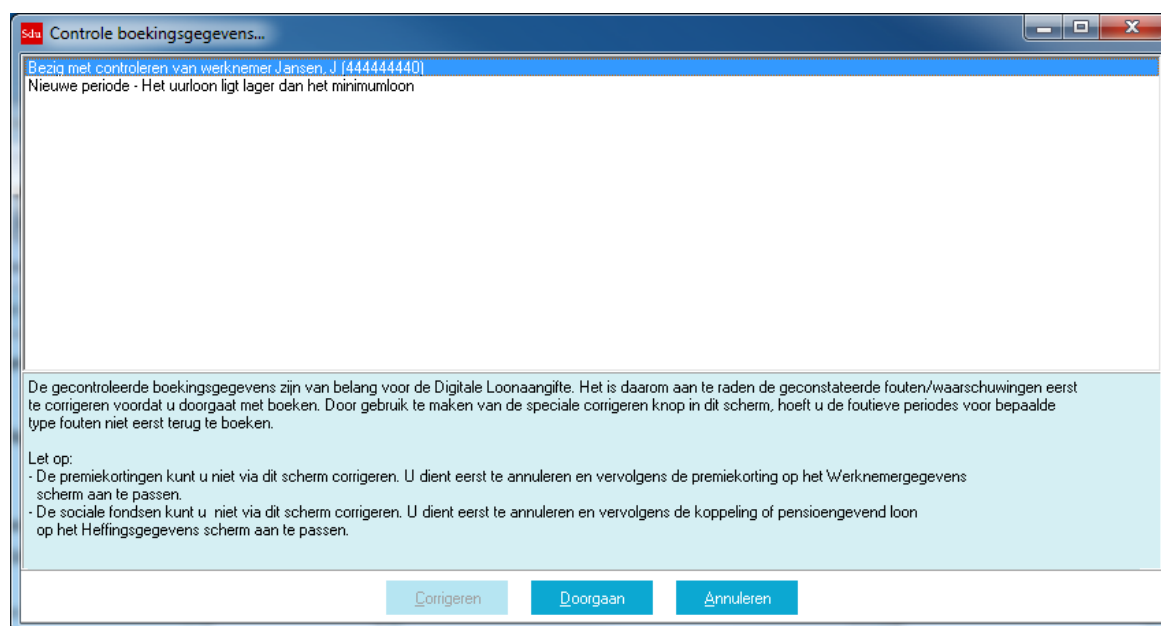 Sdu Controle boekingsgegevens...
Bezig met controleren van werknemer Jansen, J (444444440)
Nieuwe periode - Het uurloon ligt lager dan het minimumloon
De gecontroleerde boekingsgegevens zijn van belang voor de Digitale Loonaangifte. Het is daarom aan te raden de geconstateerde fouten/waarschuwingen eerst
te corrigeren voordat u doorgaat met boeken. Door gebruik te maken van de speciale corrigeren knop in dit scherm, hoeft u de foutieve periodes voor bepaalde
type fouten niet eerst terug te boeken.
Let op:
- De premiekortingen kunt u niet via dit scherm corrigeren. U dient eerst te annuleren en vervolgens de premiekorting op het Werknemergegevens
scherm aan te passen.
- De sociale fondsen kunt u niet via dit scherm corrigeren. U dient eerst te annuleren en vervolgens de koppeling of pensioengevend loon
op het Heffingsgegevens scherm aan te passen.
Corrigeren Doorgaan Annuleren